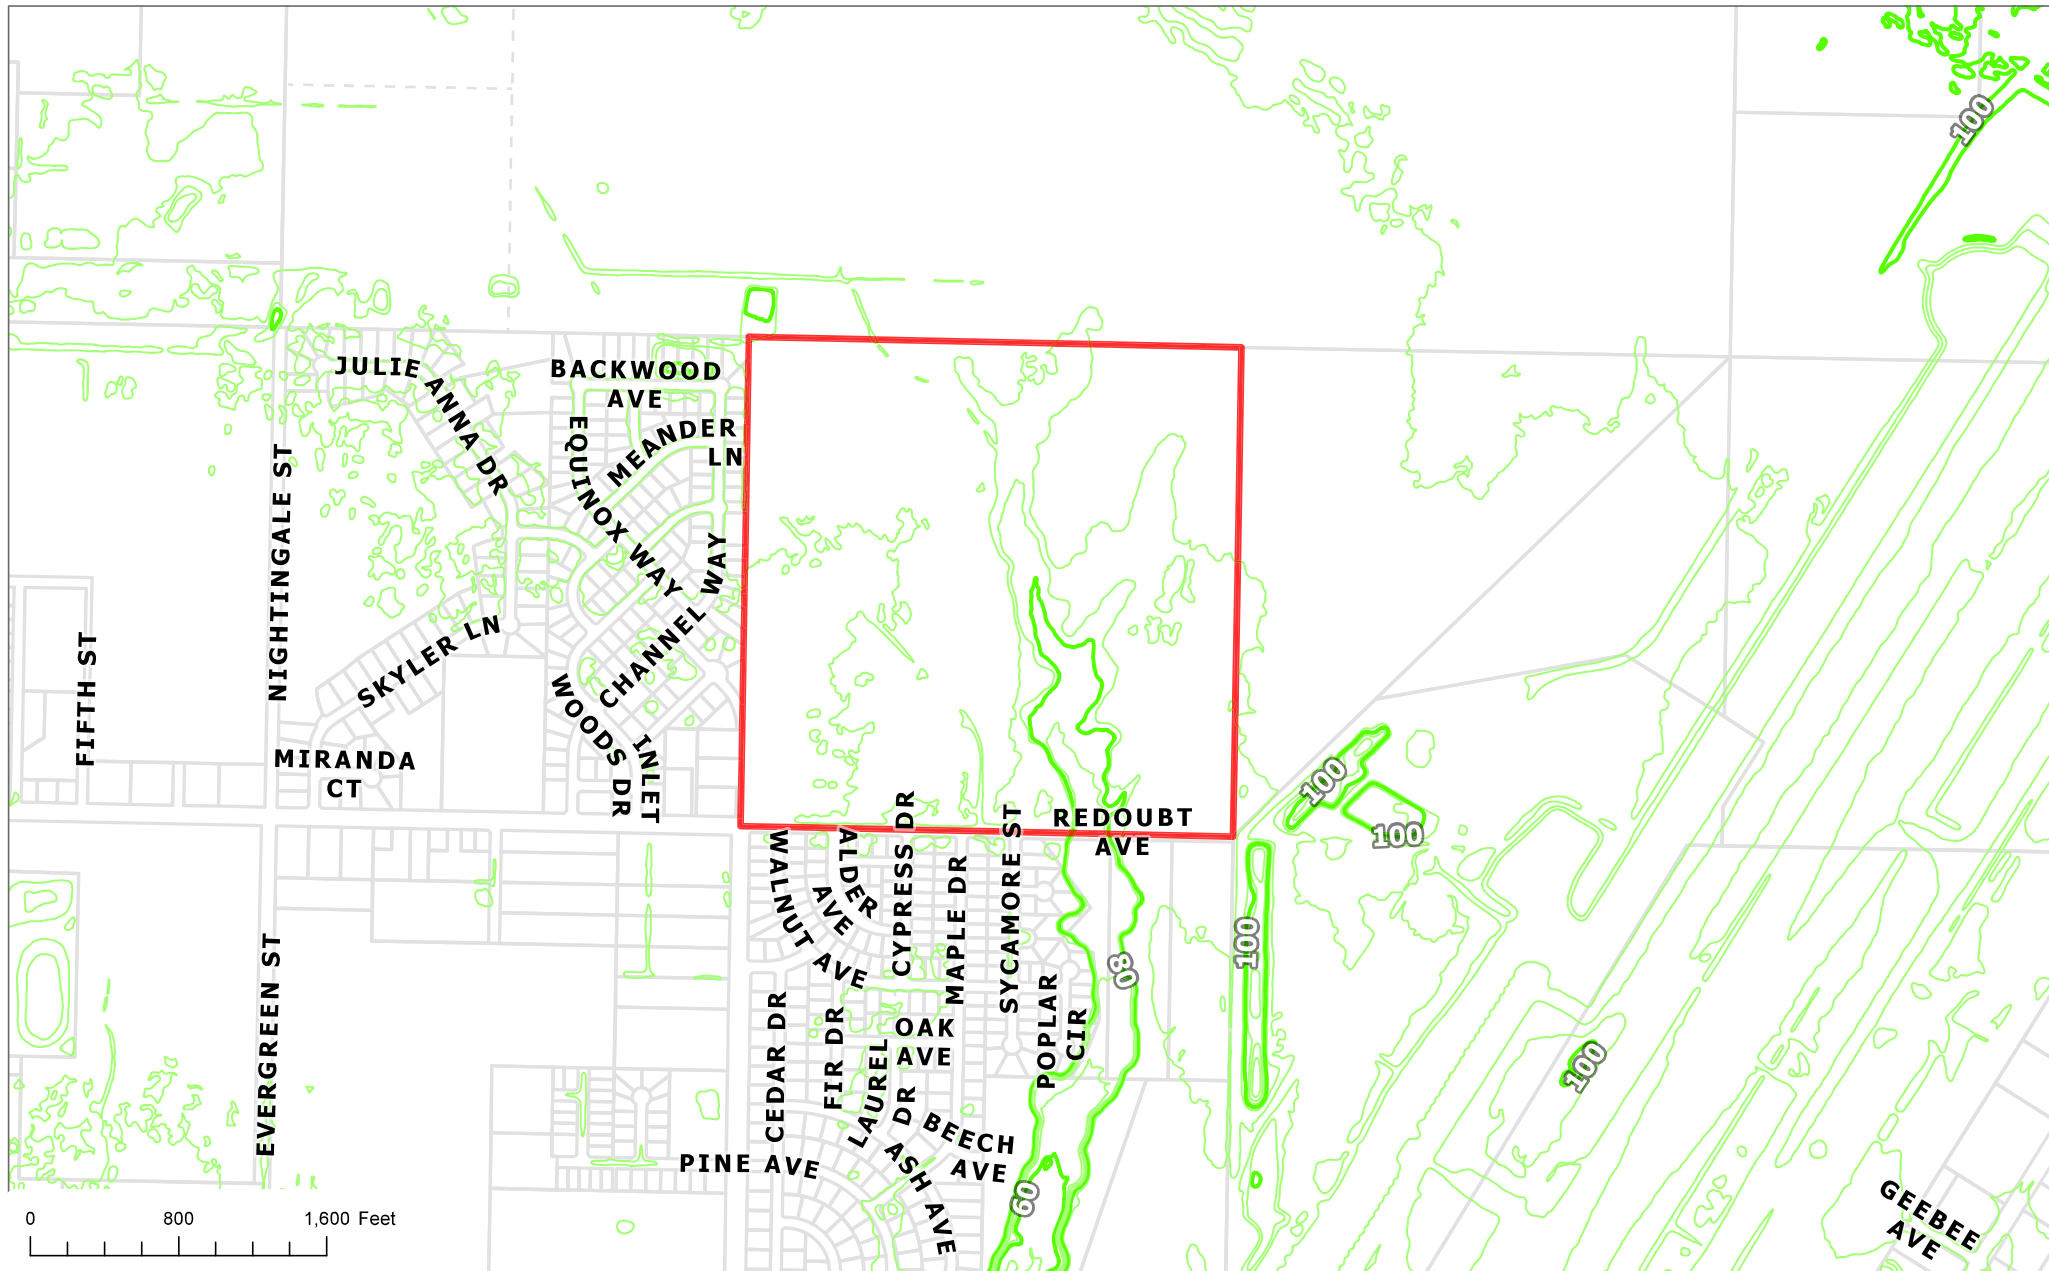 100
JULIE ANNA DR
BACKWOOD
AVE
MEANDER
LN
EQUINOX WAY
NIGHTINGALE ST
CHANNEL WAY
SKYLER LN
FIFTH ST
WOODS DR
INLET
MIRANDA
CT
100
100
REDOUBT
AVE
WALNUT AVE
ALDER
AVE
CYPRESS DR
MAPLE DR
SYCAMORE ST
100
80
EVERGREEN ST
CEDAR DR
FIR DR
OAK
AVE
POPLAR
CIR
LAUREL
DR
100
BEECH
AVE
PINE AVE
ASH AVE
60
GEEBEE
AVE
0 800 1,600 Feet